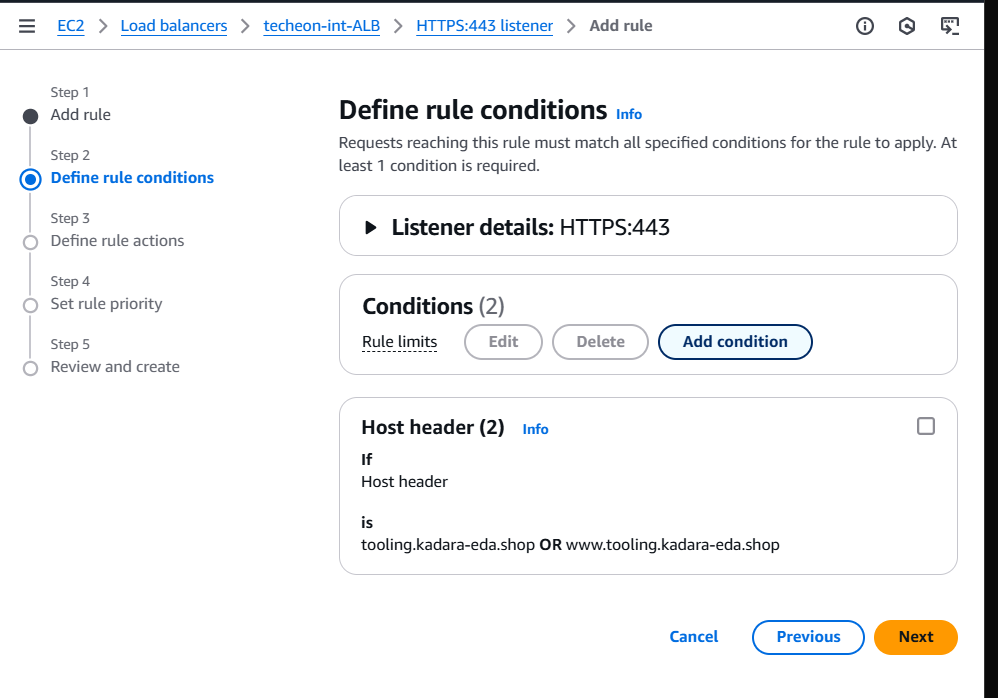 EC2 > Load balancers > techeon-int-ALB > HTTPS:443 listener > Add rule
Step 1
Add rule
Step 2
Define rule conditions
Step 3
Define rule actions
Step 4
Set rule priority
Step 5
Review and create
Define rule conditions Info
Requests reaching this rule must match all specified conditions for the rule to apply. At
least 1 condition is required.
Listener details: HTTPS:443
Conditions (2)
Rule limits Edit Delete Add condition
Host header (2) Info
If
Host header
is
tooling.kadara-eda.shop OR www.tooling.kadara-eda.shop
Cancel Previous Next